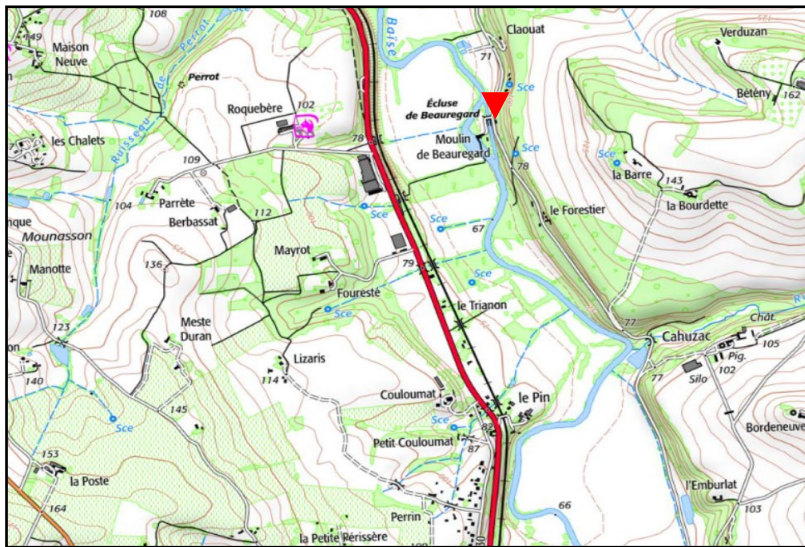 108
Claouat
Verduzan
149
Maison
Neuve
Ruisseau de Perrot
Perrot
Baïse
71
Sce
Bétény
162
102
Roquebère
Écluse
de Beauregard
Moulin
de Beauregard
les Chalets
78
109
Sce
78
Sce
la Barre
143
la Bourdette
104
Parrète
Berbassat
112
Sce
Sce
67
le Forestier
Mounasson
Manotte
136
Mayrot
79
Sce
Fouresté
Sce
le Trianon
77
Cahuzac
Chât.
105
123
Meste
Duran
Lizaris
114
140
Pig.
102
77
Silo
145
Couloumat
le Pin
Sce
Sce
82
Petit Couloumat
87
Bordeneuve
153
la Poste
164
l'Emburlat
103
66
Perrin
la Petite Périssère